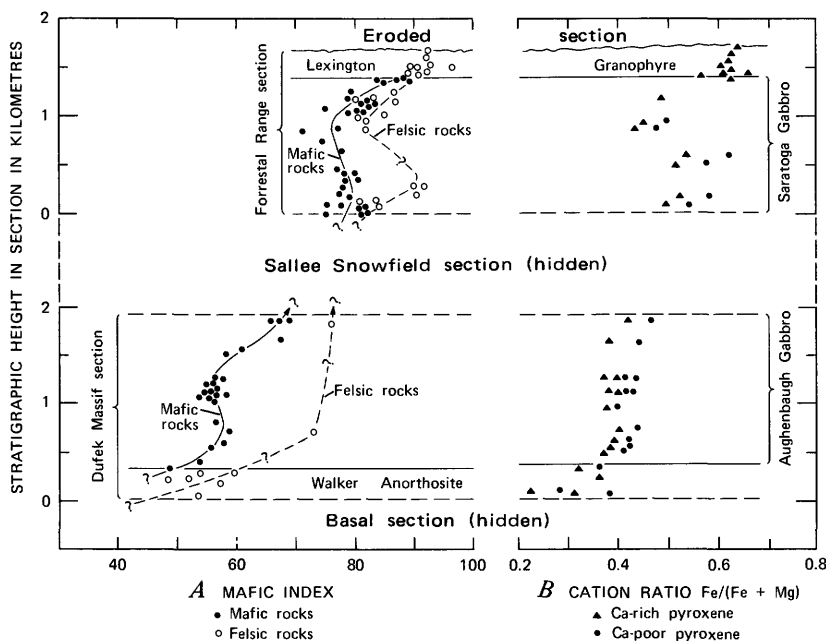 STRATIGRAPHIC HEIGHT IN SECTION IN KILOMETRES
2
1
0
2
1
0
Eroded section
Lexington Granophyre
Forrestal Range section
Mafic
rocks
Felsic rocks
?
?
?
Saratoga Gabbro
Sallee Snowfield section (hidden)
?
?
Dufek Massif section
Mafic
rocks
?
Felsic rocks
?
?
?
Walker Anorthosite
Aughenbaugh Gabbro
Basal section (hidden)
40 60 80 100 0.2 0.4 0.6 0.8
A MAFIC INDEX
Mafic rocks
Felsic rocks
B CATION RATIO Fe/(Fe + Mg)
Ca-rich pyroxene
Ca-poor pyroxene